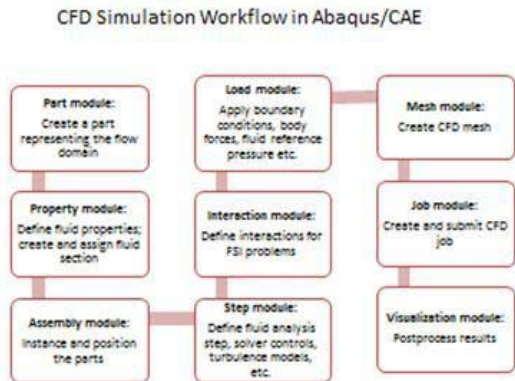 CFD Simulation Workflow in Abaqus/CAE
Part module:
Create a part
representing the flow
domain
Property module:
Define fluid properties;
create and assign fluid
section
Assembly module:
Instance and position
the parts
Step module:
Define fluid analysis
step, solver controls,
turbulence models,
etc.
Interaction module:
Define interactions for
FSI problems
Load module:
Apply boundary
conditions, body
forces, fluid reference
pressure etc.
Mesh module:
Create CFD mesh
Job module:
Create and submit CFD
job
Visualization module:
Postprocess results